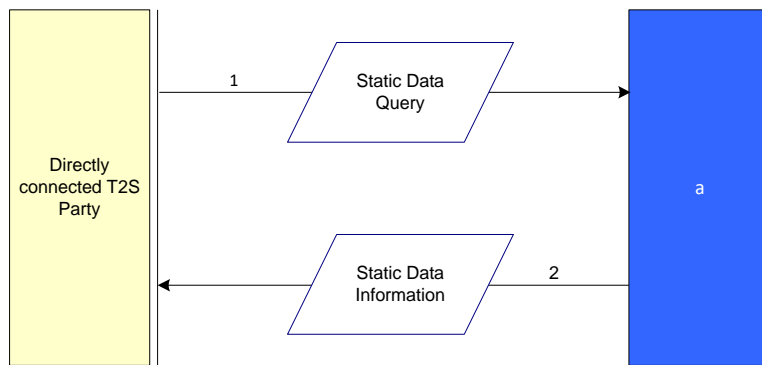 1
Static Data
Query
Directly
connected T2S
Party
a
Static Data
Information
2